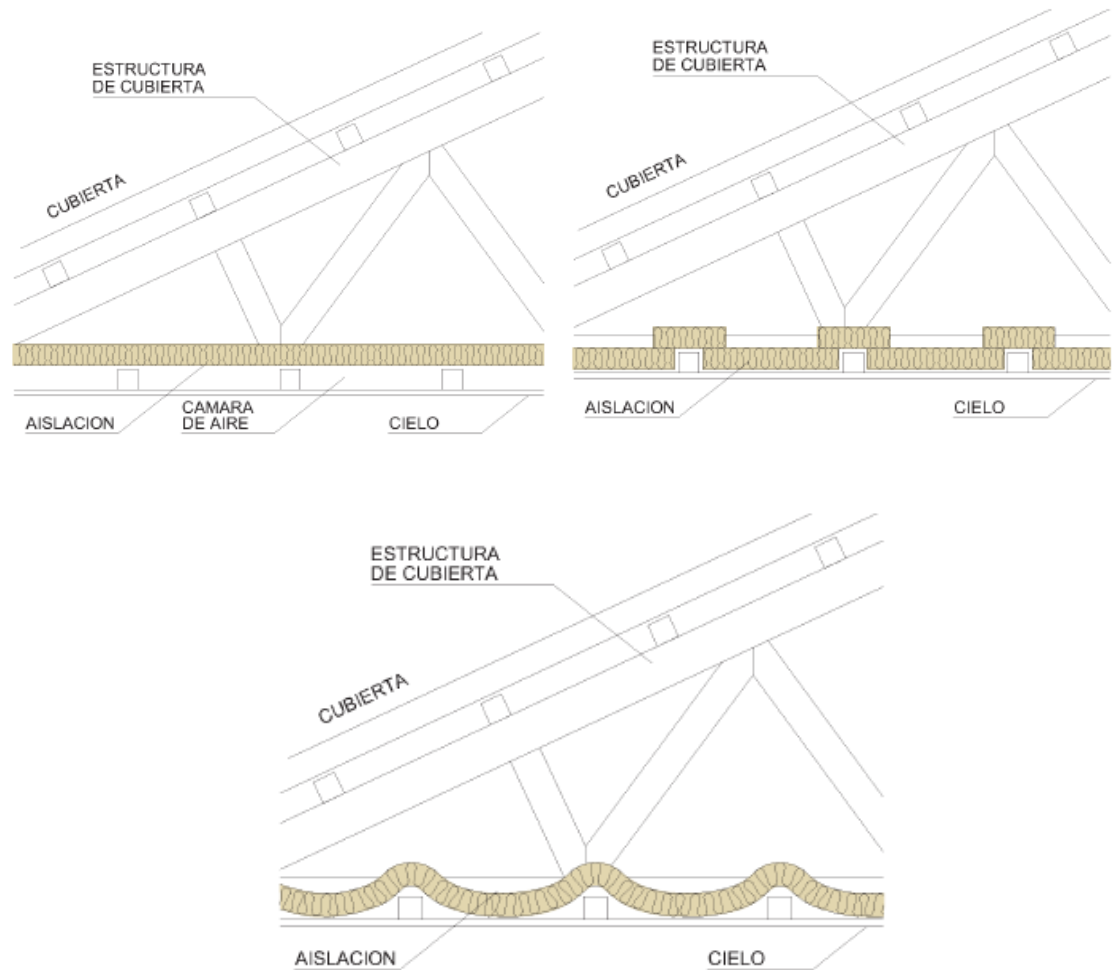 ESTRUCTURA
DE CUBIERTA
CUBIERTA
AISLACION
CAMARA
DE AIRE
CIELO
ESTRUCTURA
DE CUBIERTA
CUBIERTA
AISLACION
CIELO
ESTRUCTURA
DE CUBIERTA
CUBIERTA
AISLACION
CIELO